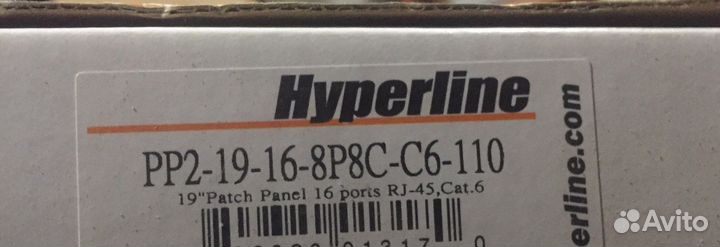 Hyperline
PP2-19-16-8P8C-C6-110
19"Patch Panel 16 ports RJ-45,Cat.6
erline.com
Avito